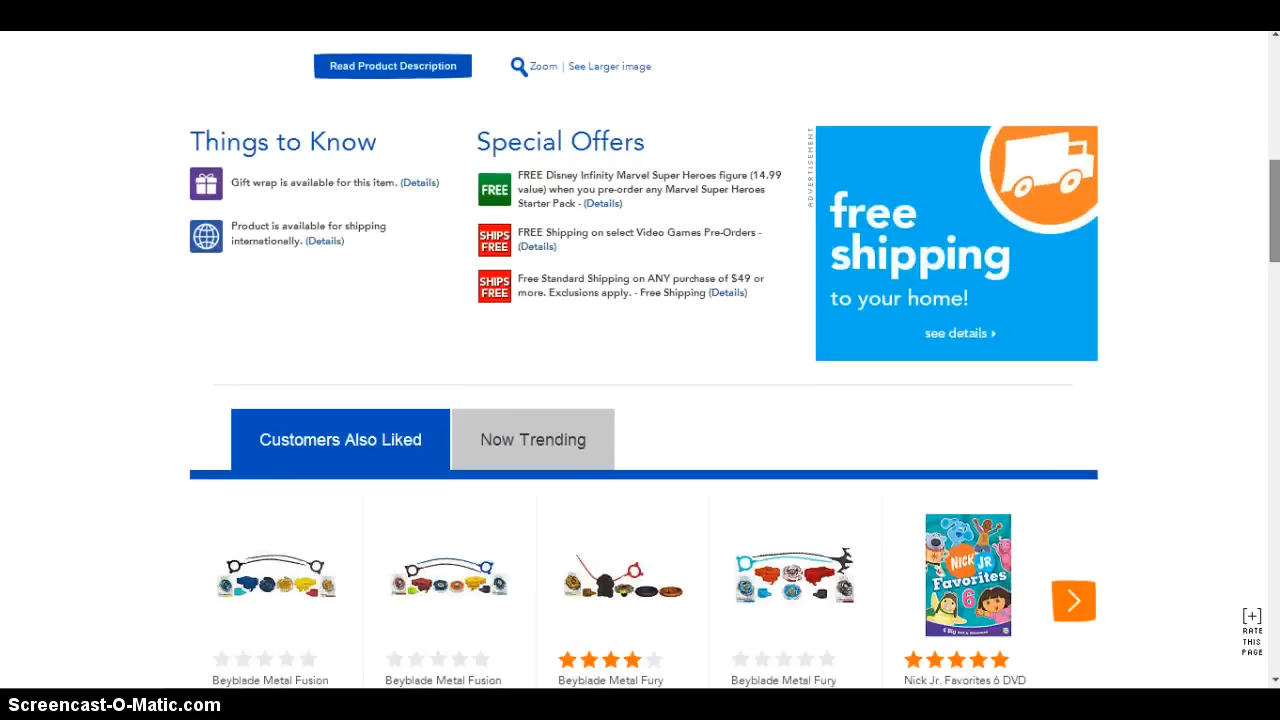 Read Product Description
Zoom | See Larger image
Things to Know
Gift wrap is available for this item. (Details)
Product is available for shipping
internationally. (Details)
Special Offers
FREE
FREE Disney Infinity Marvel Super Heroes figure (14.99
value) when you pre-order any Marvel Super Heroes
Starter Pack - (Details)
SHIPS
FREE
FREE Shipping on select Video Games Pre-Orders -
(Details)
SHIPS
FREE
Free Standard Shipping on ANY purchase of $49 or
more. Exclusions apply. - Free Shipping (Details)
ADVERTISEMENT
free
shipping
to your home!
see details
Customers Also Liked
Now Trending
NICK JR
Favorites
6
Beyblade Metal Fusion
Beyblade Metal Fusion
Beyblade Metal Fury
Beyblade Metal Fury
Nick Jr. Favorites 6 DVD
[+]
RATE
THIS
PAGE
Screencast-O-Matic.com